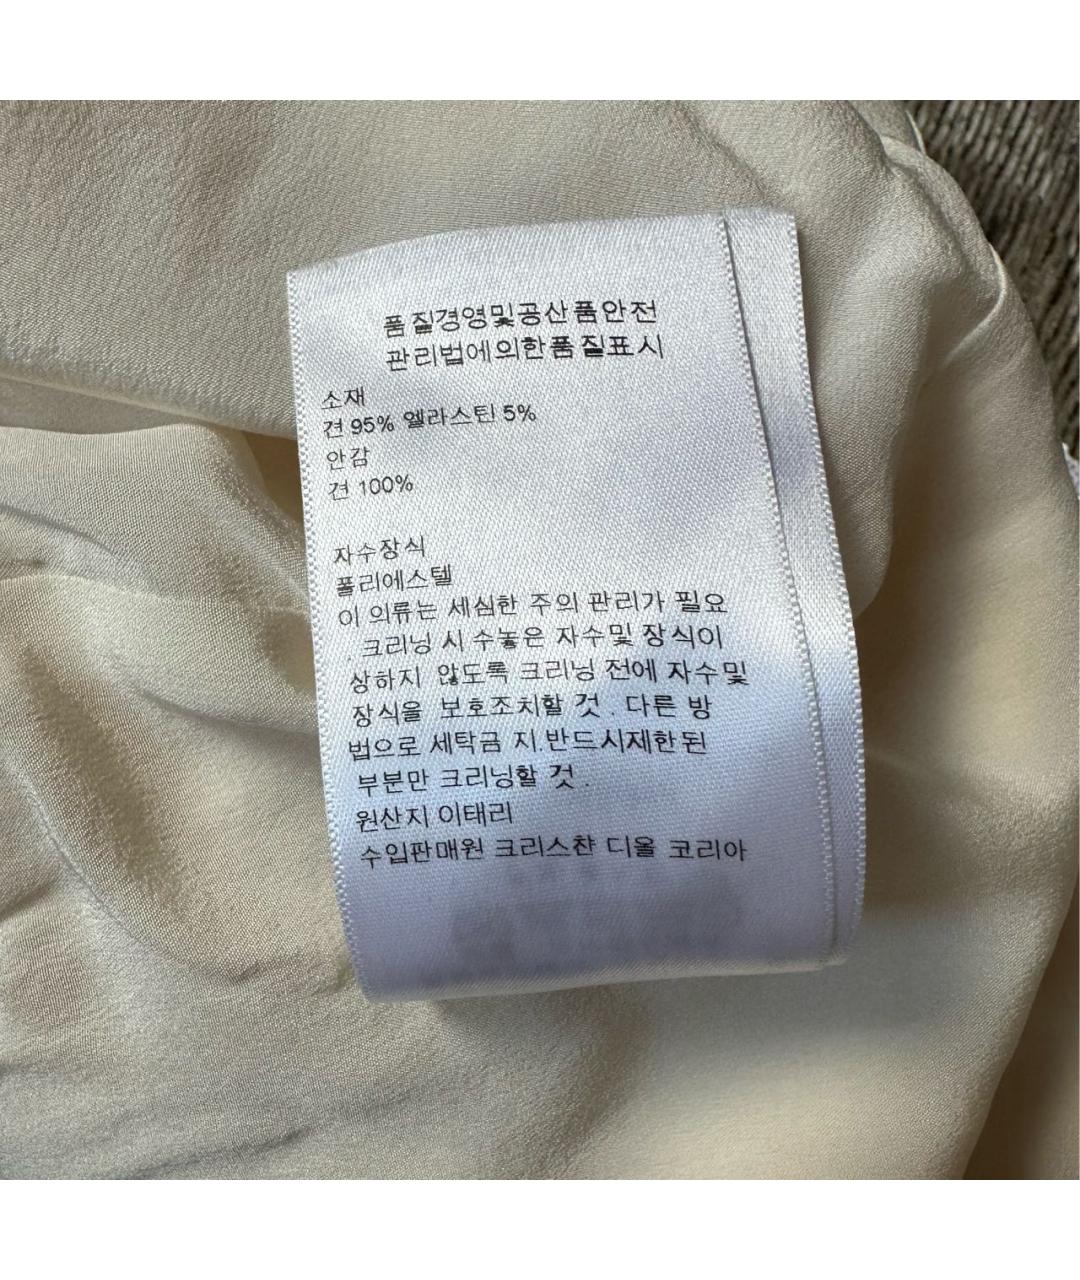 품질경영및공산품안전
관리법에의한품질표시
소재
견 95% 엘라스틴 5%
안감
견 100%
자수장식
폴리에스텔
이 의류는 세심한 주의 관리가 필요
. 크리닝 시 수놓은 자수및 장식이
상하지 않도록 크리닝 전에 자수및
장식을 보호조치할 것 . 다른 방
법으로 세탁금 지.반드시제한된
부분만 크리닝할 것 .
원산지 이태리
수입판매원 크리스챤 디올 코리아